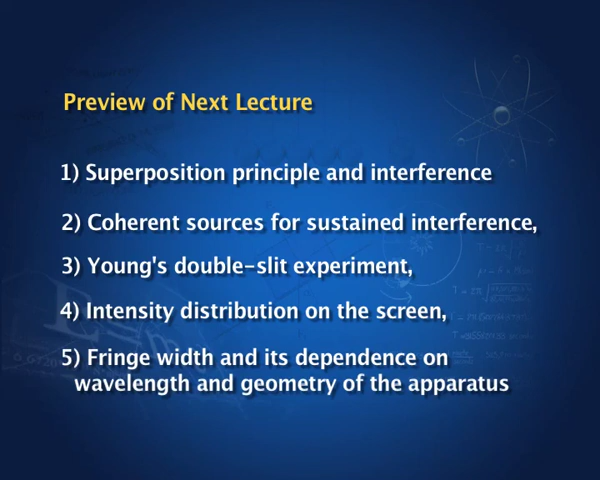 Preview of Next Lecture
1) Superposition principle and interference
2) Coherent sources for sustained interference,
3) Young's double-slit experiment,
4) Intensity distribution on the screen,
5) Fringe width and its dependence on
wavelength and geometry of the apparatus